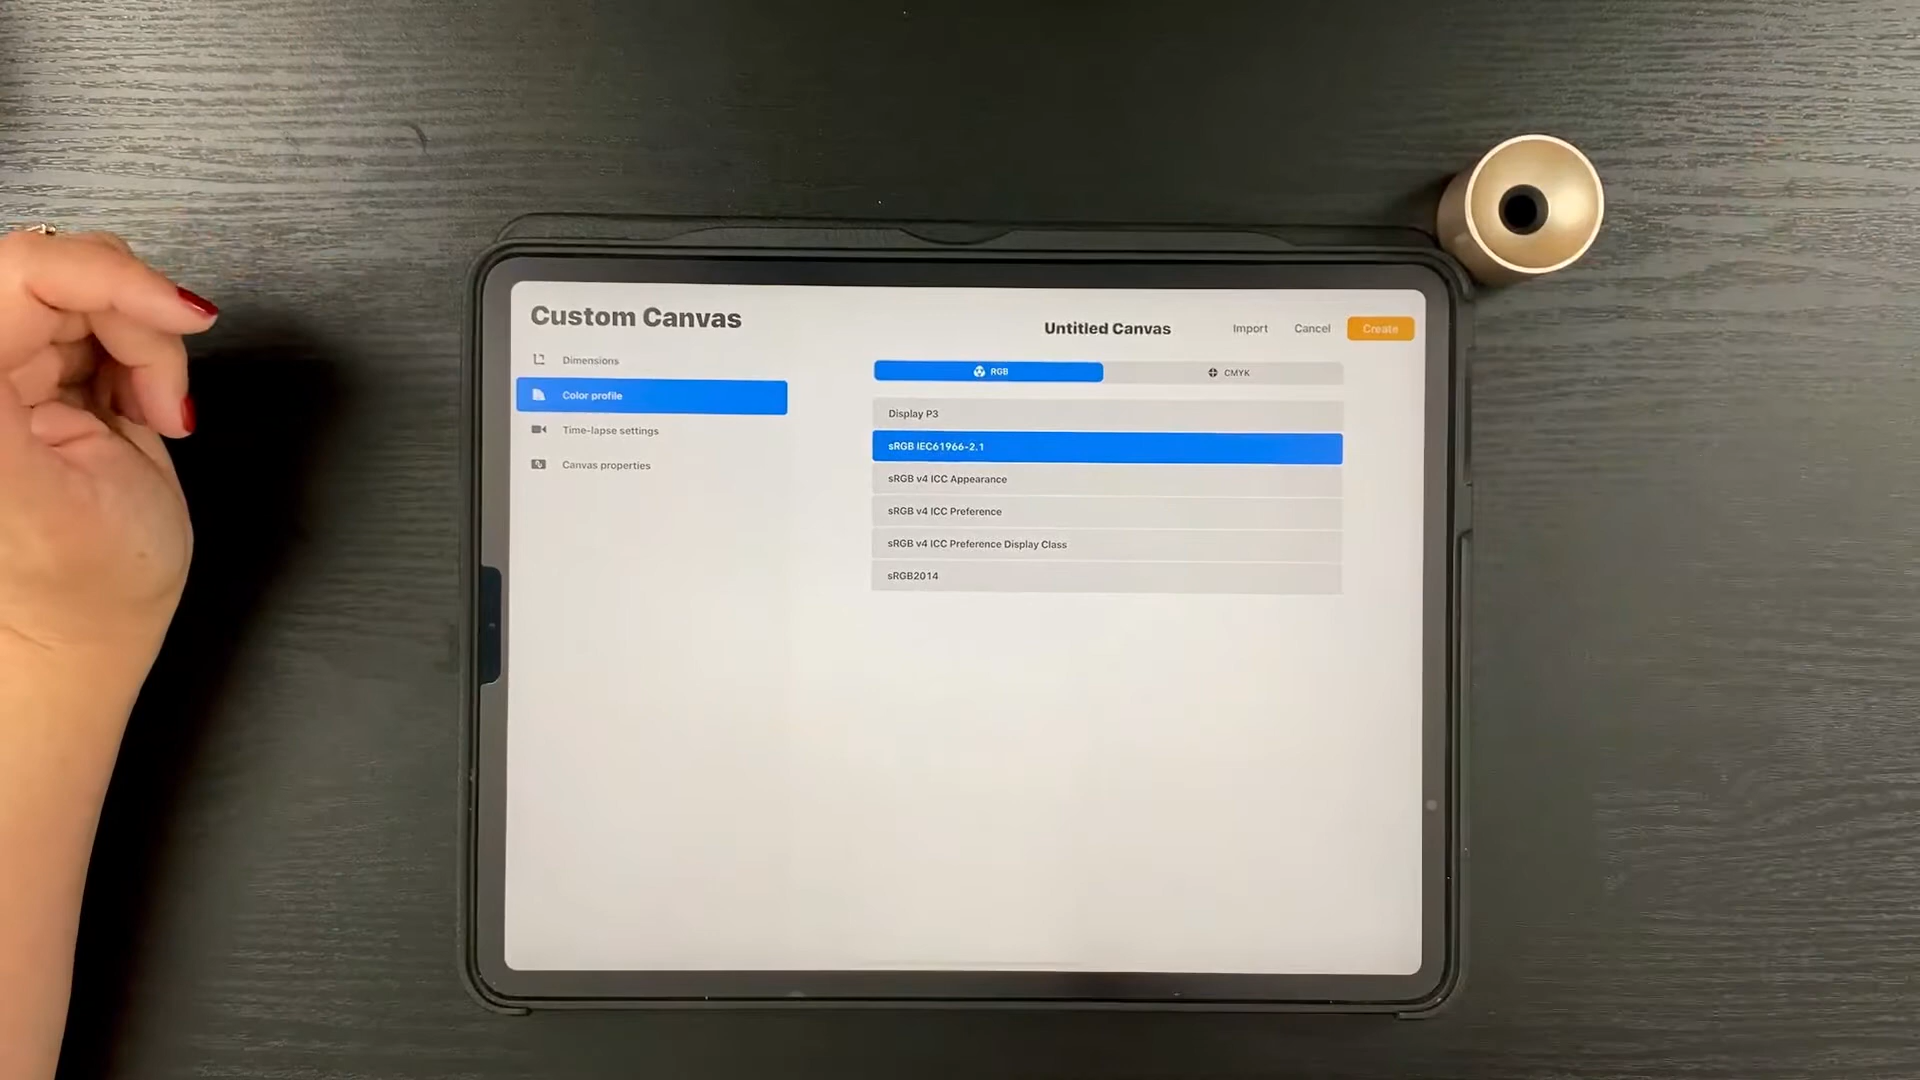 Custom Canvas
Untitled Canvas
Import
Cancel
Create
Dimensions
Color profile
Time-lapse settings
Canvas properties
RGB
CMYK
Display P3
sRGB IEC61966-2.1
sRGB v4 ICC Appearance
sRGB v4 ICC Preference
sRGB v4 ICC Preference Display Class
sRGB2014